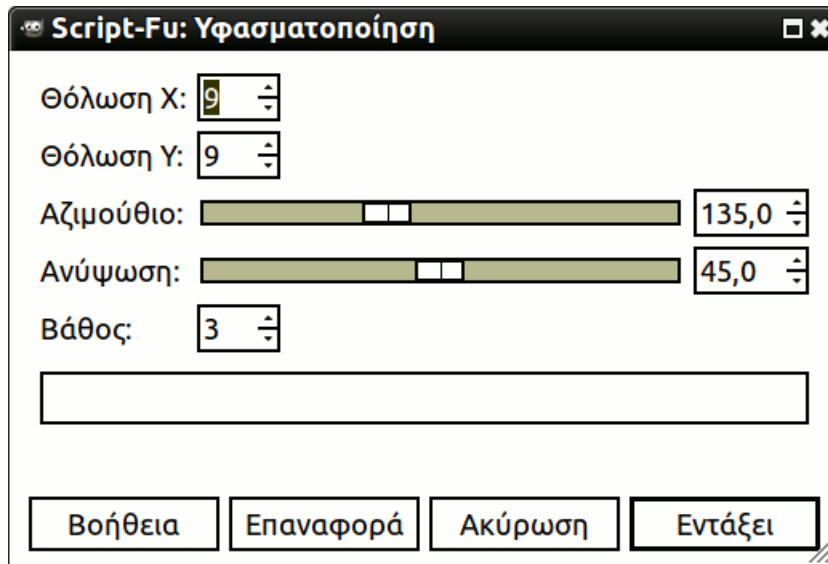 Script-Fu: Υφασματοποίηση
Θόλωση X: 9
Θόλωση Y: 9
Αζιμούθιο: 135,0
Ανύψωση: 45,0
Βάθος: 3
Βοήθεια Επαναφορά Ακύρωση Εντάξει